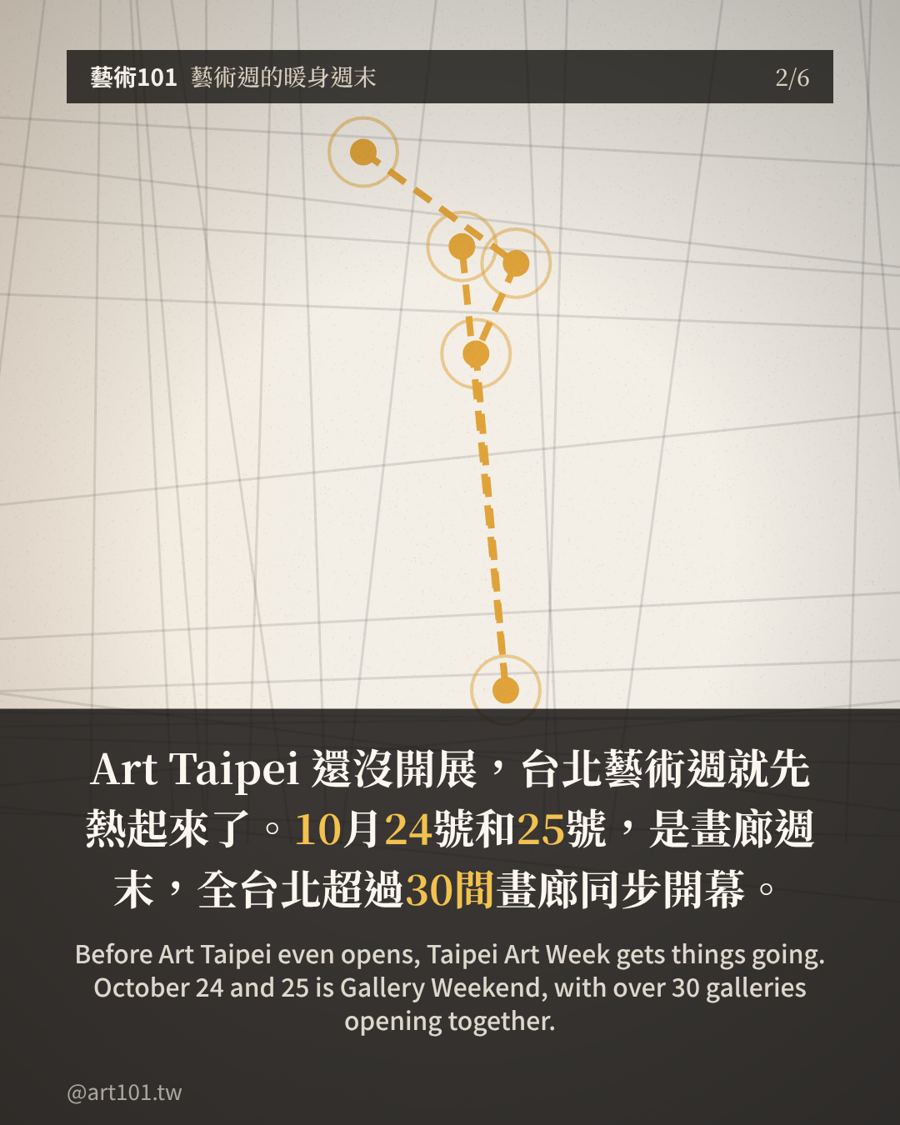 藝術101 藝術週的暖身週末 2/6
Art Taipei 還沒開展，台北藝術週就先
熱起來了。10月24號和25號，是畫廊週
末，全台北超過30間畫廊同步開幕。
Before Art Taipei even opens, Taipei Art Week gets things going.
October 24 and 25 is Gallery Weekend, with over 30 galleries
opening together.
@art101.tw